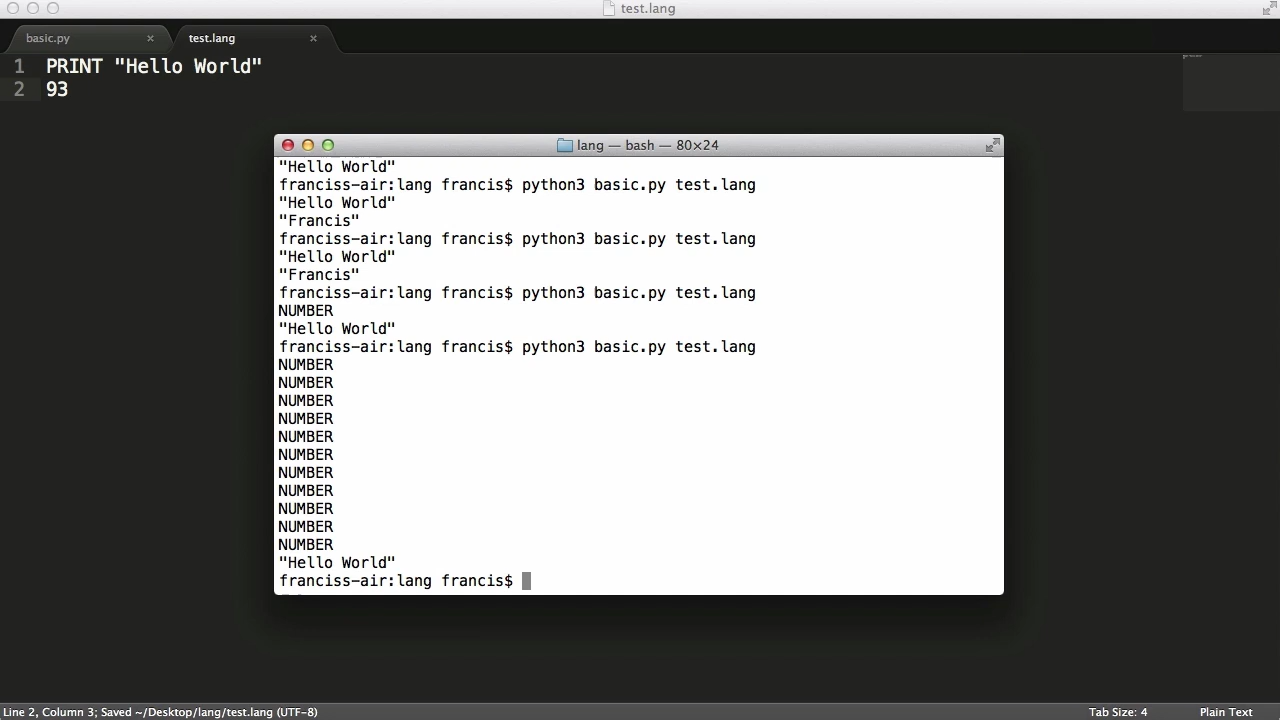 test.lang
basic.py × test.lang ×
1 PRINT "Hello World"
2 93
lang — bash — 80×24
"Hello World"
franciss-air:lang francis$ python3 basic.py test.lang
"Hello World"
"Francis"
franciss-air:lang francis$ python3 basic.py test.lang
"Hello World"
"Francis"
franciss-air:lang francis$ python3 basic.py test.lang
NUMBER
"Hello World"
franciss-air:lang francis$ python3 basic.py test.lang
NUMBER
NUMBER
NUMBER
NUMBER
NUMBER
NUMBER
NUMBER
NUMBER
NUMBER
NUMBER
NUMBER
"Hello World"
franciss-air:lang francis$
Line 2, Column 3; Saved ~/Desktop/lang/test.lang (UTF-8) Tab Size: 4 Plain Text